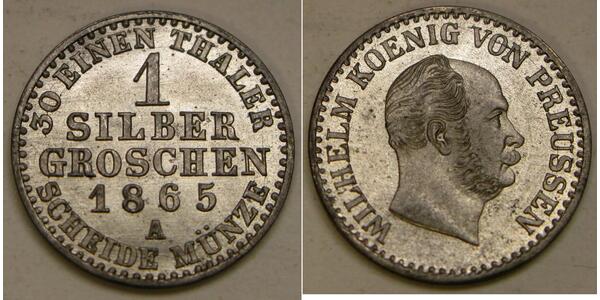 30 EINEN THALER
1
SILBER
GROSCHEN
1865
A
SCHEIDE MÜNZE
WILHELM KOENIG VON PREUSSEN